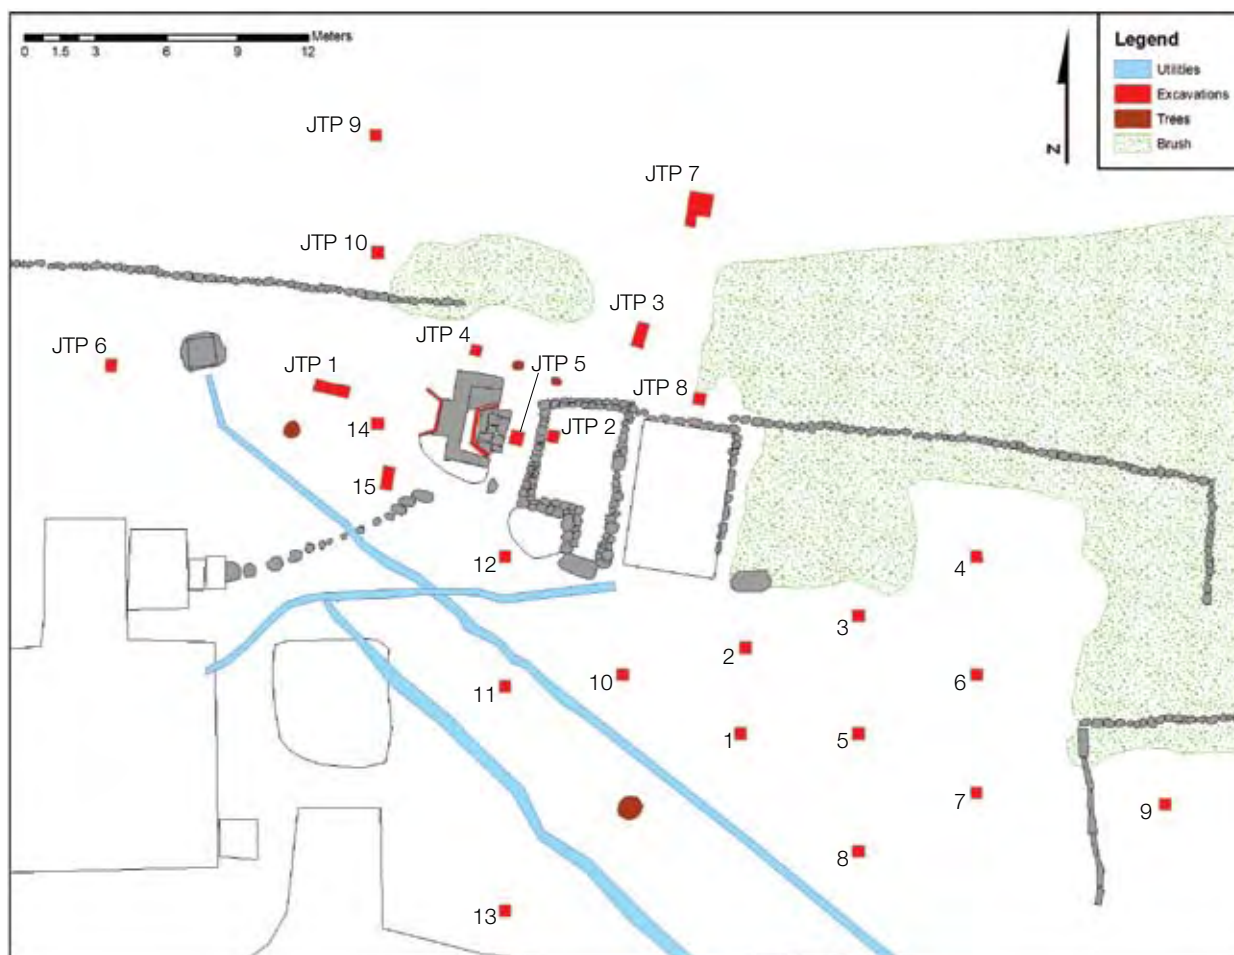 Meters
0 1.5 3 6 9 12
N
Legend
Utilities
Excavations
Trees
Brush
JTP 9
JTP 7
JTP 10
JTP 3
JTP 4
JTP 6
JTP 5
JTP 1
JTP 8
14
JTP 2
15
12
4
3
2
11
10
6
1
5
7
9
8
13